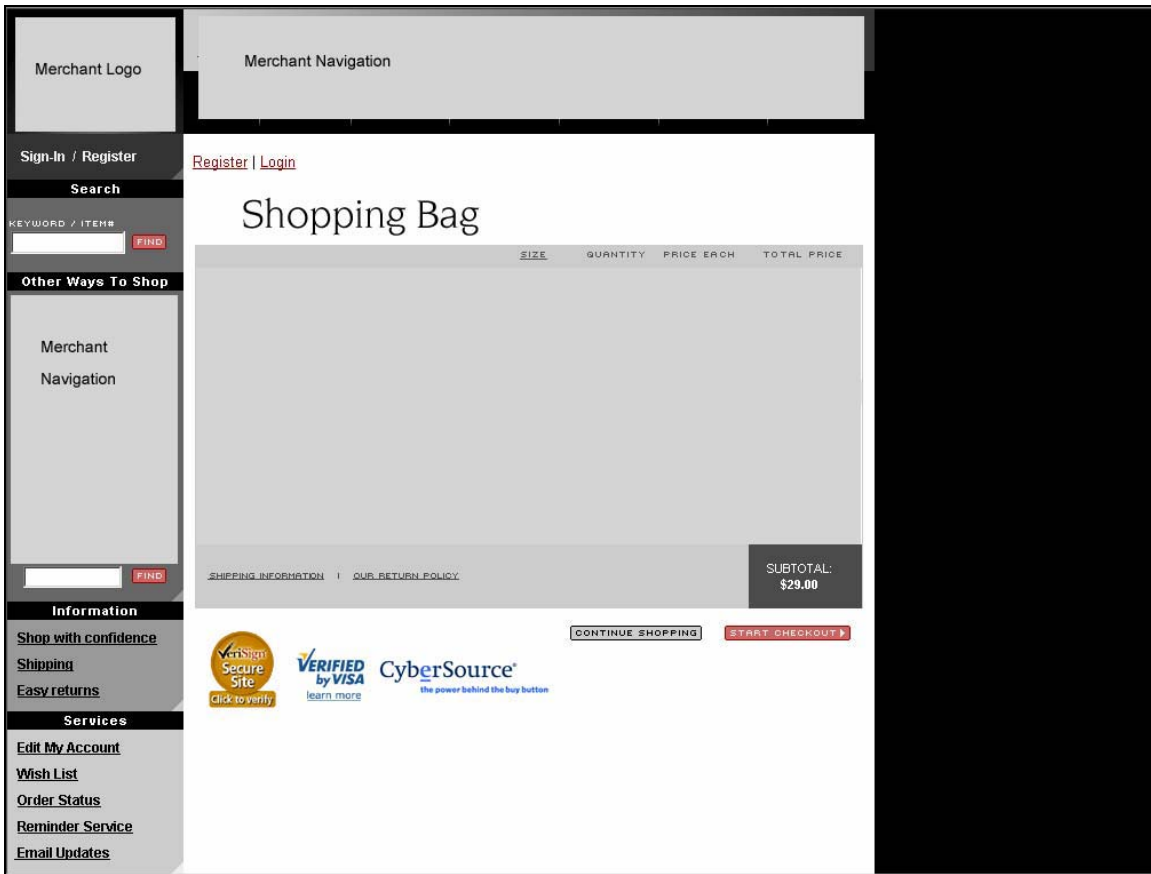 Merchant Logo
Merchant Navigation
Sign-In / Register
Search
KEYWORD / ITEM#
FIND
Other Ways To Shop
Merchant
Navigation
FIND
Information
Shop with confidence
Shipping
Easy returns
Services
Edit My Account
Wish List
Order Status
Reminder Service
Email Updates
Register | Login
Shopping Bag
SIZE QUANTITY PRICE EACH TOTAL PRICE
SHIPPING INFORMATION | OUR RETURN POLICY
SUBTOTAL:
$29.00
CONTINUE SHOPPING START CHECKOUT
VeriSign
Secure
Site
Click to verify
VERIFIED
by VISA
learn more
CyberSource®
the power behind the buy button